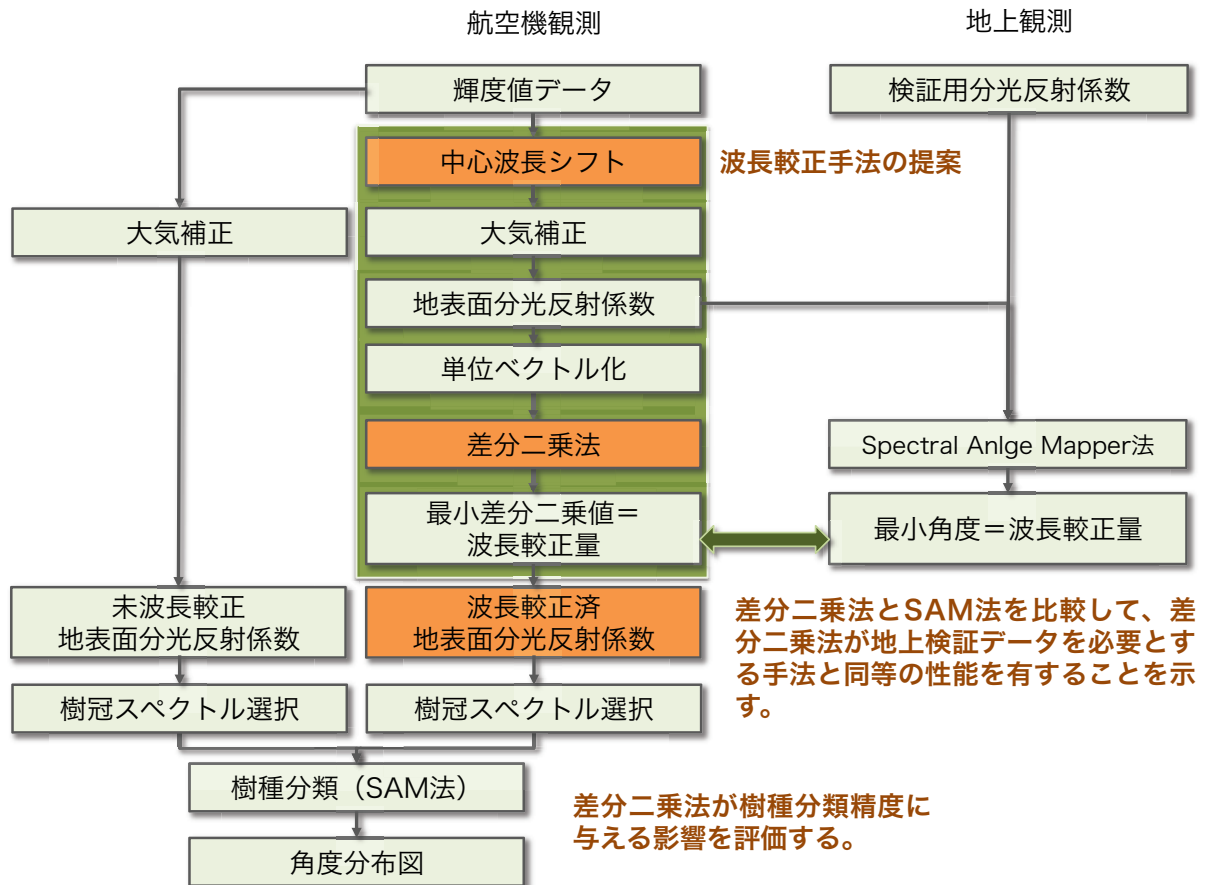 航空機観測
地上観測
輝度値データ
検証用分光反射係数
中心波長シフト
波長較正手法の提案
大気補正
大気補正
地表面分光反射係数
単位ベクトル化
差分二乗法
Spectral Anlge Mapper法
最小差分二乗値＝
波長較正量
最小角度＝波長較正量
未波長較正
地表面分光反射係数
波長較正済
地表面分光反射係数
差分二乗法とSAM法を比較して、差
分二乗法が地上検証データを必要とす
る手法と同等の性能を有することを示
す。
樹冠スペクトル選択
樹冠スペクトル選択
樹種分類（SAM法）
差分二乗法が樹種分類精度に
与える影響を評価する。
角度分布図